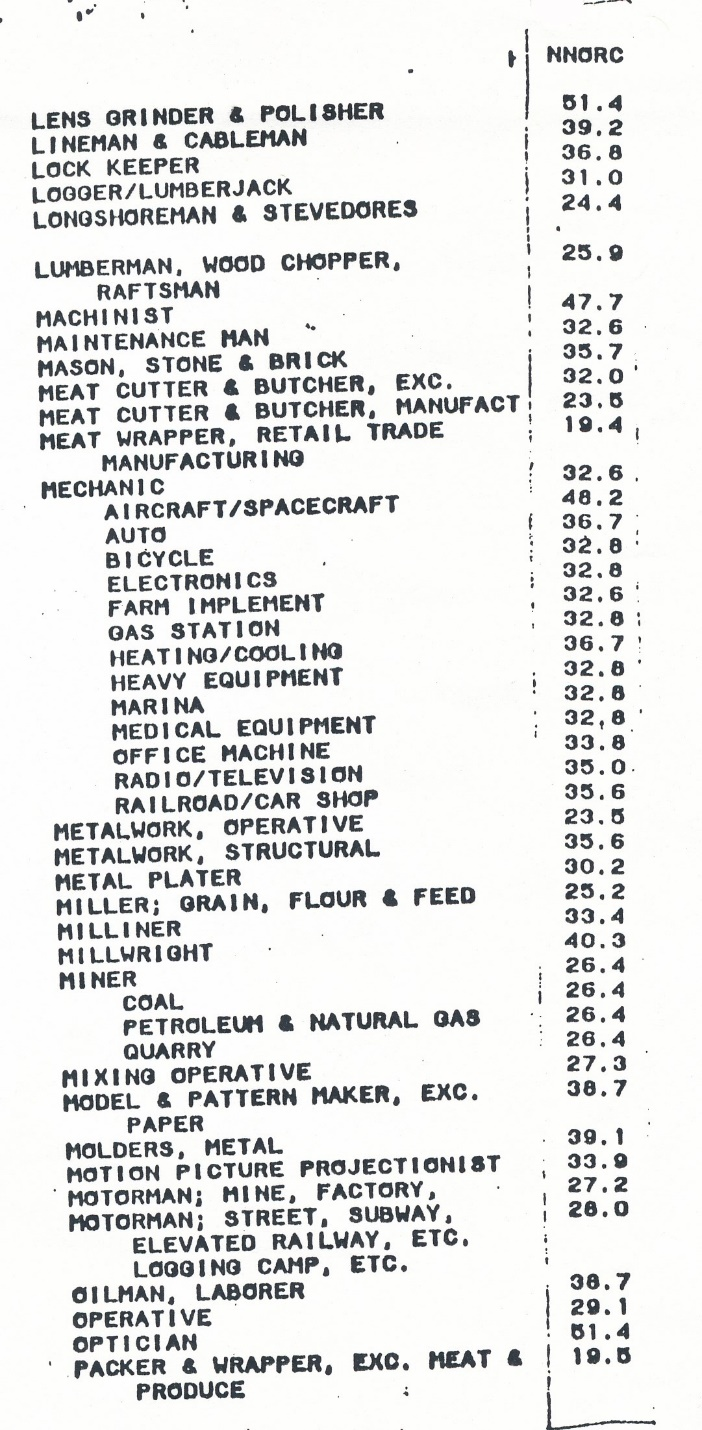 NNORC
LENS GRINDER & POLISHER 51.4
LINEMAN & CABLEMAN 39.2
LOCK KEEPER 36.8
LOGGER/LUMBERJACK 31.0
LONGSHOREMAN & STEVEDORES 24.4
LUMBERMAN, WOOD CHOPPER, 25.9
RAFTSMAN
MACHINIST 47.7
MAINTENANCE MAN 32.6
MASON, STONE & BRICK 35.7
MEAT CUTTER & BUTCHER, EXC. 32.0
MEAT CUTTER & BUTCHER, MANUFACT 23.5
MEAT WRAPPER, RETAIL TRADE 19.4
MANUFACTURING
MECHANIC 32.6
AIRCRAFT/SPACECRAFT 48.2
AUTO 36.7
BICYCLE 32.8
ELECTRONICS 32.8
FARM IMPLEMENT 32.6
GAS STATION 32.8
HEATING/COOLING 36.7
HEAVY EQUIPMENT 32.8
MARINA 32.8
MEDICAL EQUIPMENT 32,8
OFFICE MACHINE 33.8
RADIO/TELEVISION 35.0
RAILROAD/CAR SHOP 35.6
METALWORK, OPERATIVE 23.5
METALWORK, STRUCTURAL 35.6
METAL PLATER 30.2
MILLER; GRAIN, FLOUR & FEED 25.2
MILLINER 33.4
MILLWRIGHT 40.3
MINER 26.4
COAL 26.4
PETROLEUM & NATURAL GAS 26.4
QUARRY 26.4
MIXING OPERATIVE 27.3
MODEL & PATTERN MAKER, EXC. 38.7
PAPER
MOLDERS, METAL 39.1
MOTION PICTURE PROJECTIONIST 33.9
MOTORMAN; MINE, FACTORY, 27.2
MOTORMAN; STREET, SUBWAY, 28.0
ELEVATED RAILWAY, ETC.
LOGGING CAMP, ETC.
OILMAN, LABORER 38.7
OPERATIVE 29.1
OPTICIAN 51.4
PACKER & WRAPPER, EXC. MEAT & 19.5
PRODUCE